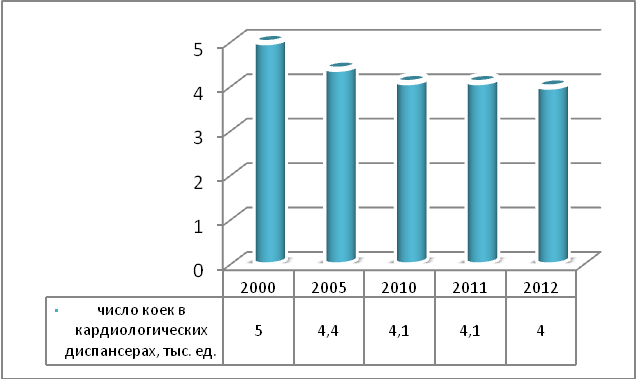 5
4
3
2
1
0
2000 2005 2010 2011 2012
число коек в
кардиологических
диспансерах, тыс. ед.
5 4,4 4,1 4,1 4